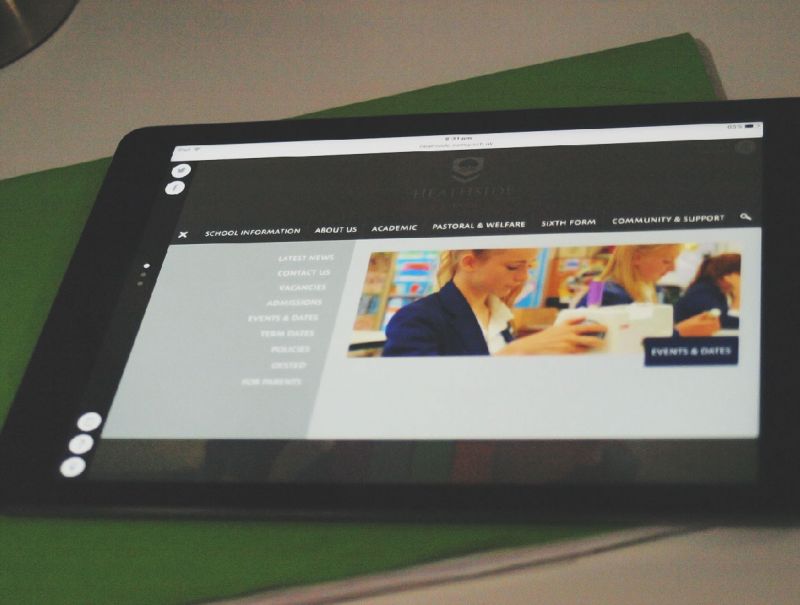 iPad
8:31 pm
65%
HEATHSIDE
SCHOOL INFORMATION ABOUT US ACADEMIC PASTORAL & WELFARE SIXTH FORM COMMUNITY & SUPPORT
LATEST NEWS
CONTACT US
VACANCIES
ADMISSIONS
EVENTS & DATES
TERM DATES
POLICIES
OFSTED
FOR PARENTS
EVENTS & DATES